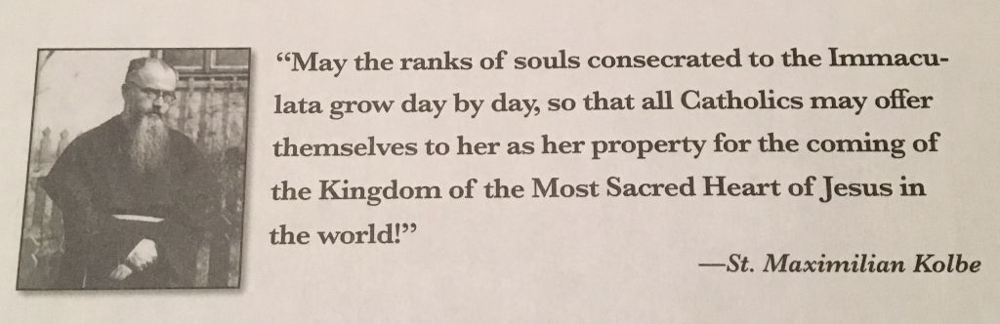 “May the ranks of souls consecrated to the Immacu-
lata grow day by day, so that all Catholics may offer
themselves to her as her property for the coming of
the Kingdom of the Most Sacred Heart of Jesus in
the world!”
—St. Maximilian Kolbe